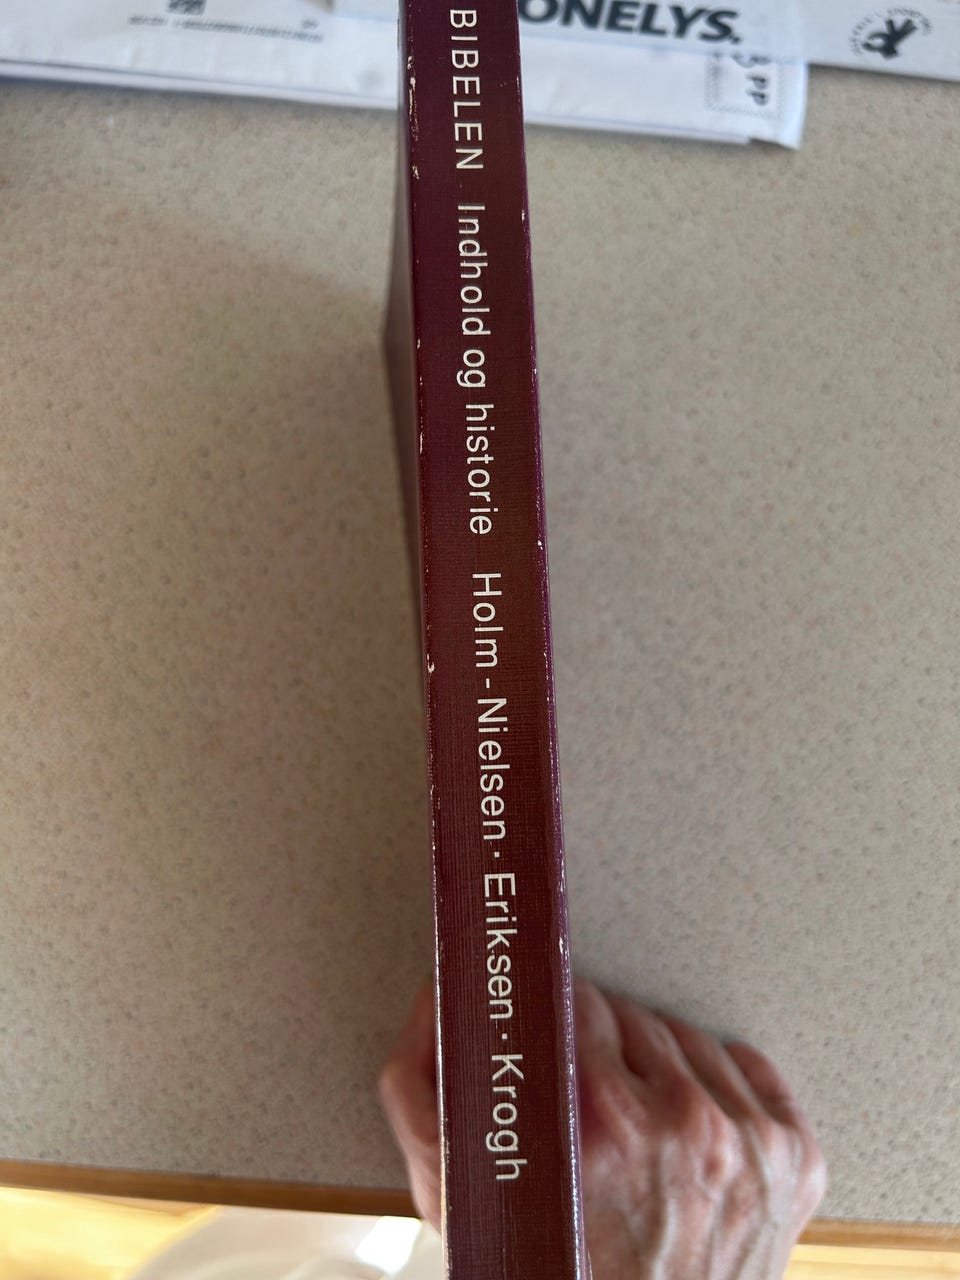 ONELYS.
BIBELEN Indhold og historie Holm-Nielsen · Eriksen · Krogh